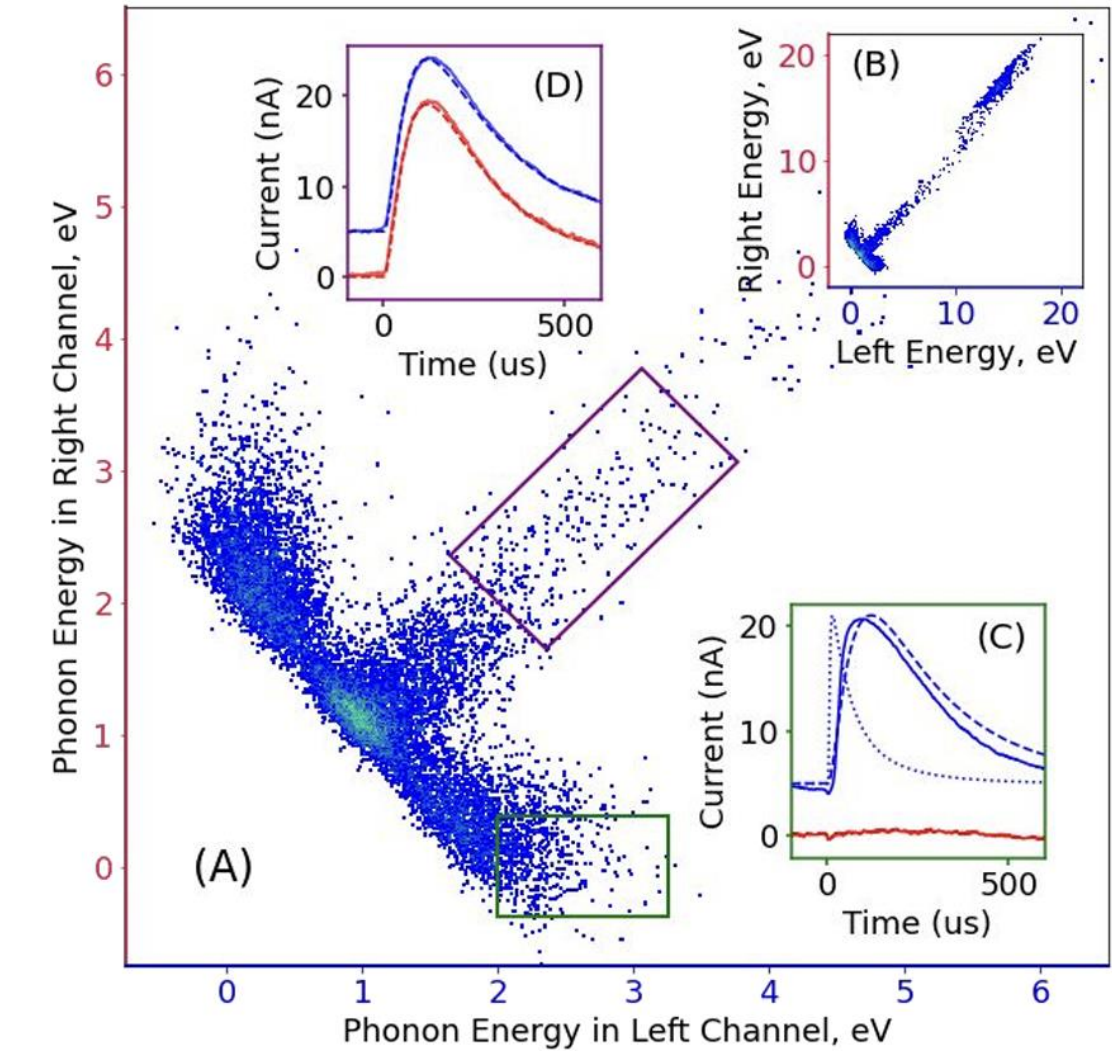 Phonon Energy in Right Channel, eV
6
5
4
3
2
1
0
(A)
0 1 2 3 4 5 6
Phonon Energy in Left Channel, eV
(D)
Current (nA)
20
10
0
0 500
Time (us)
(B)
Right Energy, eV
20
10
0
0 10 20
Left Energy, eV
(C)
Current (nA)
20
10
0
0 500
Time (us)